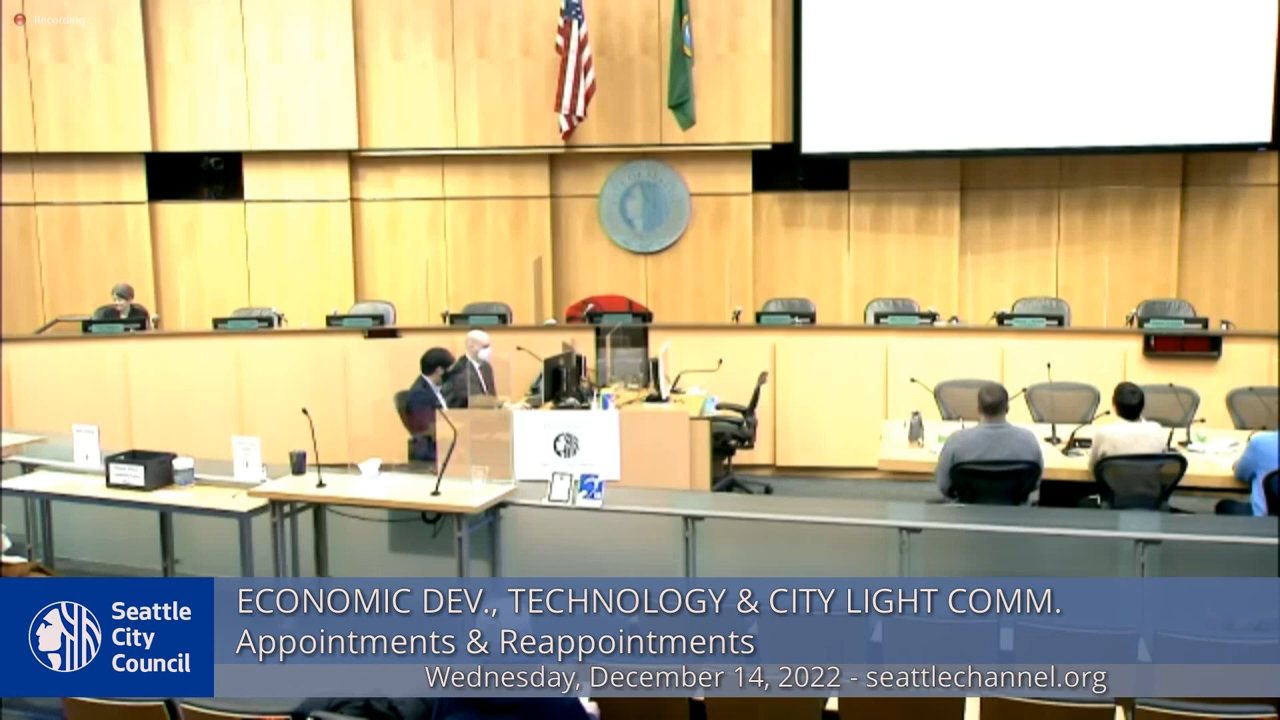 Recording
ECONOMIC DEV., TECHNOLOGY & CITY LIGHT COMM.
Appointments & Reappointments
Wednesday, December 14, 2022 - seattlechannel.org
Seattle
City
Council